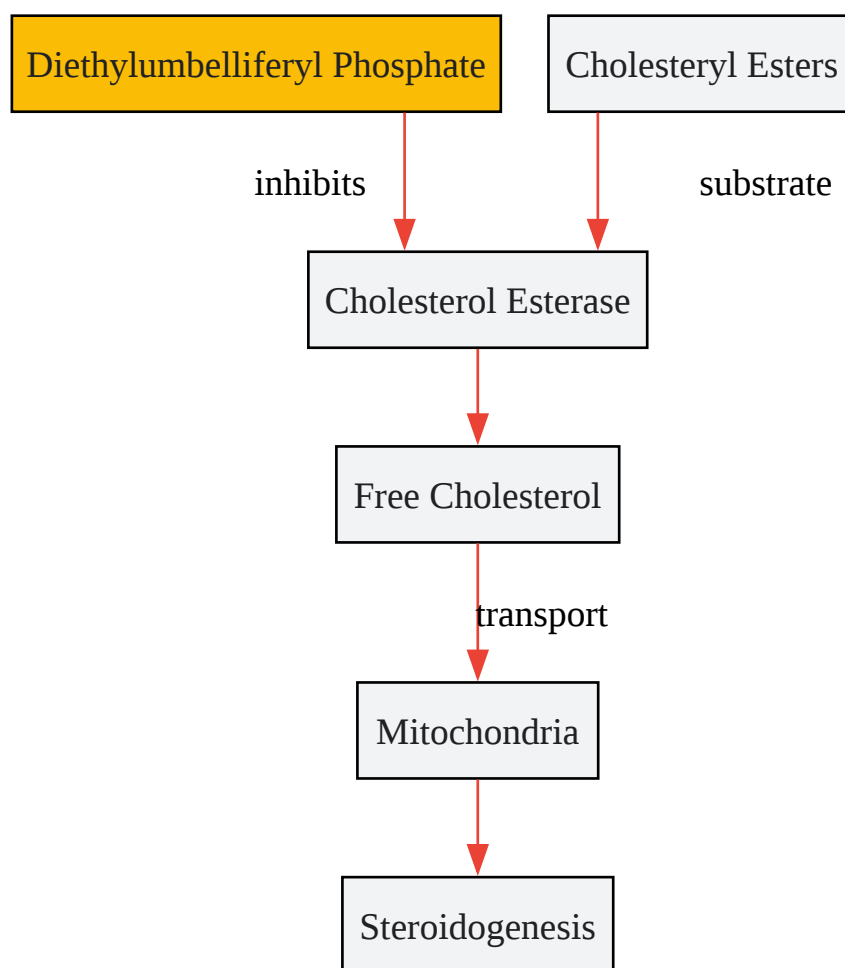 Diethylumbelliferyl Phosphate
Cholesteryl Esters
inhibits
substrate
Cholesterol Esterase
Free Cholesterol
transport
Mitochondria
Steroidogenesis